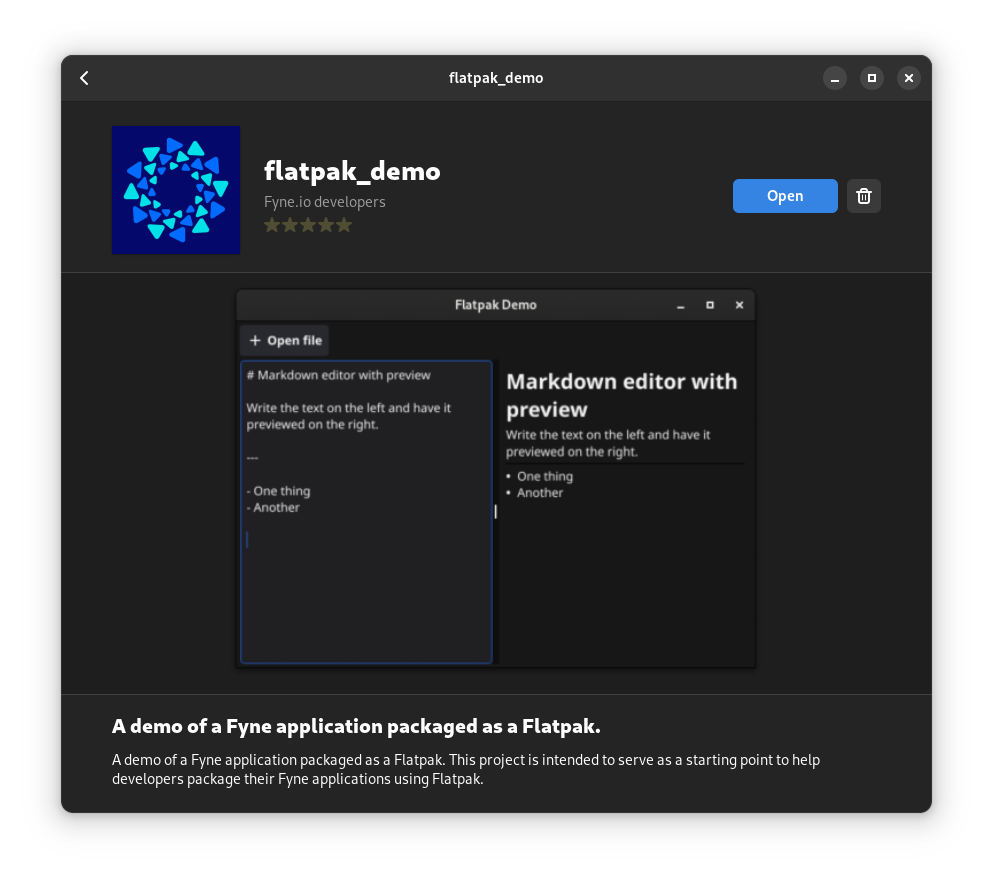 flatpak_demo
flatpak_demo
Fyne.io developers
Open
Flatpak Demo
+ Open file
# Markdown editor with preview
Write the text on the left and have it
previewed on the right.
---
- One thing
- Another
Markdown editor with
preview
Write the text on the left and have it
previewed on the right.
• One thing
• Another
A demo of a Fyne application packaged as a Flatpak.
A demo of a Fyne application packaged as a Flatpak. This project is intended to serve as a starting point to help
developers package their Fyne applications using Flatpak.